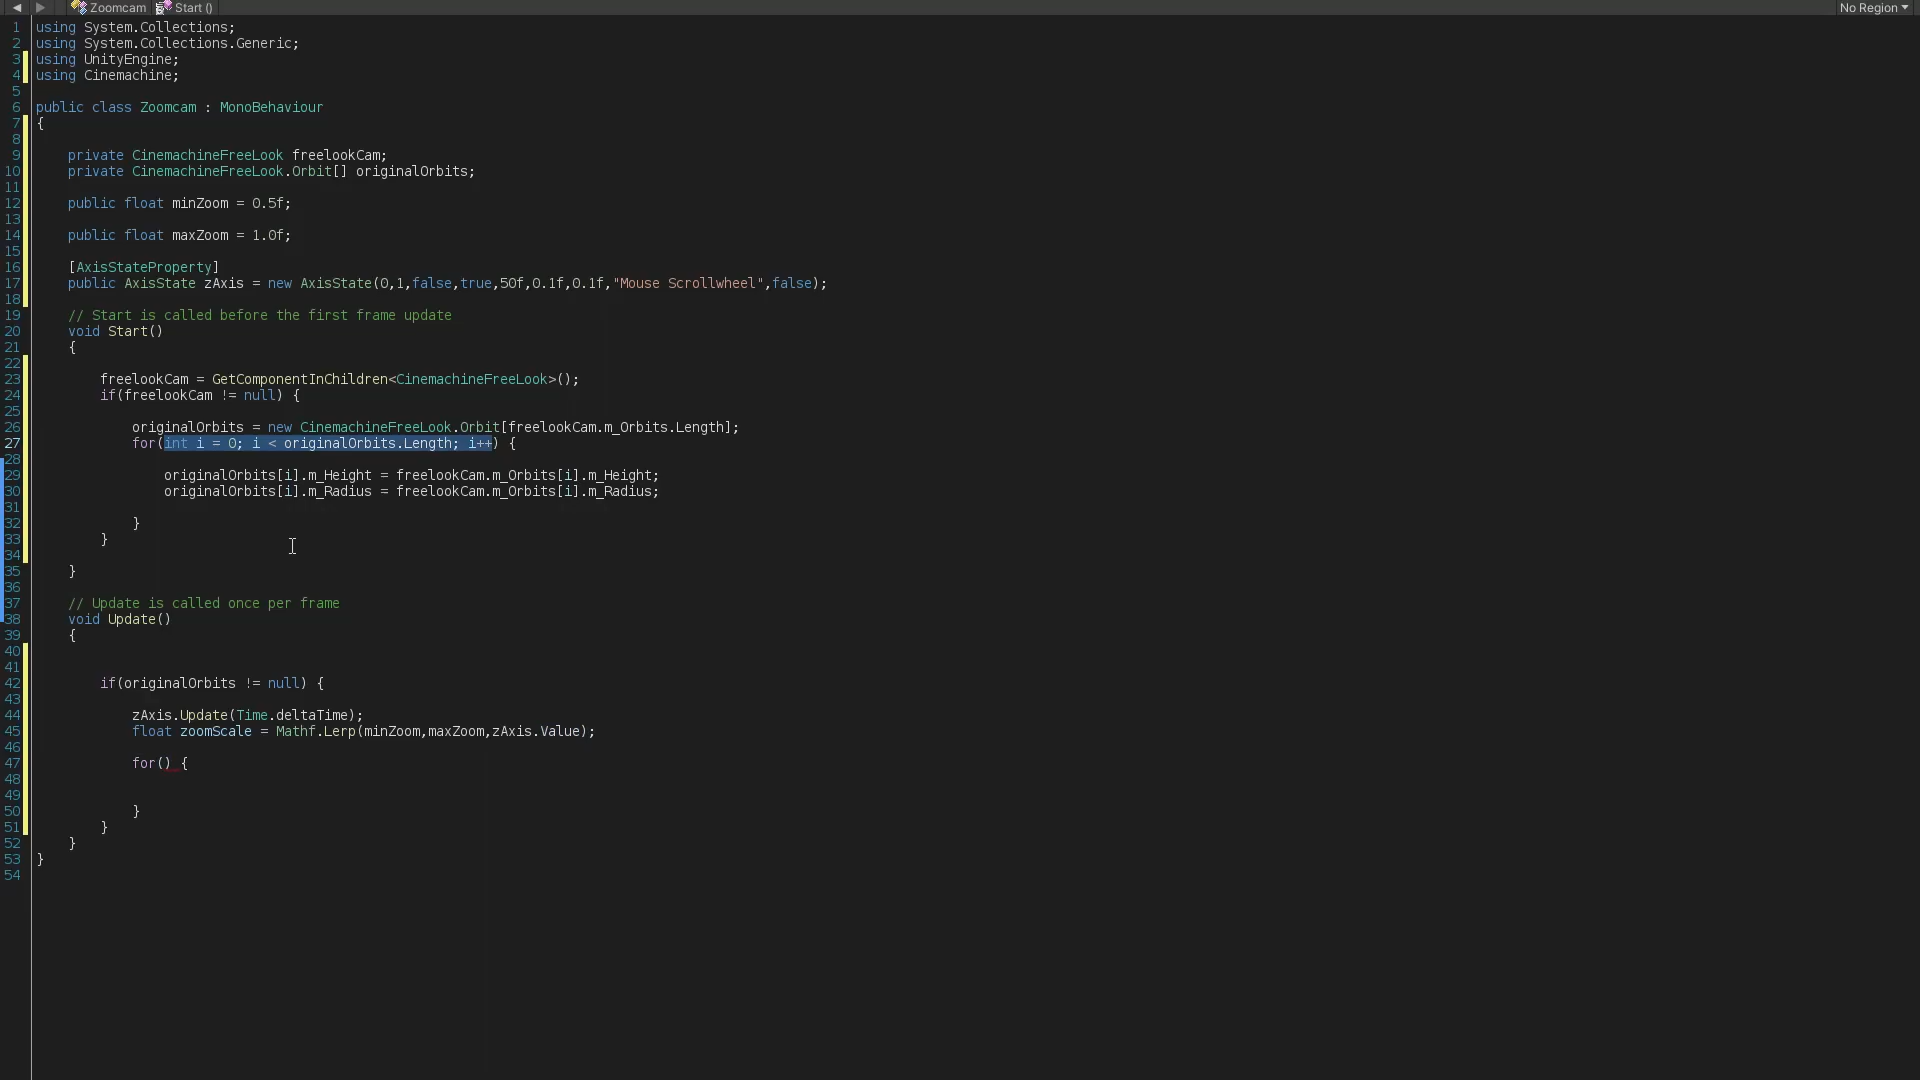 Zoomcam Start () No Region
1 using System.Collections;
2 using System.Collections.Generic;
3 using UnityEngine;
4 using Cinemachine;
5
6 public class Zoomcam : MonoBehaviour
7 {
8
9 private CinemachineFreeLook freelookCam;
10 private CinemachineFreeLook.Orbit[] originalOrbits;
11
12 public float minZoom = 0.5f;
13
14 public float maxZoom = 1.0f;
15
16 [AxisStateProperty]
17 public AxisState zAxis = new AxisState(0,1,false,true,50f,0.1f,0.1f,"Mouse Scrollwheel",false);
18
19 // Start is called before the first frame update
20 void Start()
21 {
22
23 freelookCam = GetComponentInChildren<CinemachineFreeLook>();
24 if(freelookCam != null) {
25
26 originalOrbits = new CinemachineFreeLook.Orbit[freelookCam.m_Orbits.Length];
27 for(int i = 0; i < originalOrbits.Length; i++) {
28
29 originalOrbits[i].m_Height = freelookCam.m_Orbits[i].m_Height;
30 originalOrbits[i].m_Radius = freelookCam.m_Orbits[i].m_Radius;
31
32 }
33 }
34
35 }
36
37 // Update is called once per frame
38 void Update()
39 {
40
41
42 if(originalOrbits != null) {
43
44 zAxis.Update(Time.deltaTime);
45 float zoomScale = Mathf.Lerp(minZoom,maxZoom,zAxis.Value);
46
47 for() {
48
49
50 }
51 }
52 }
53 }
54